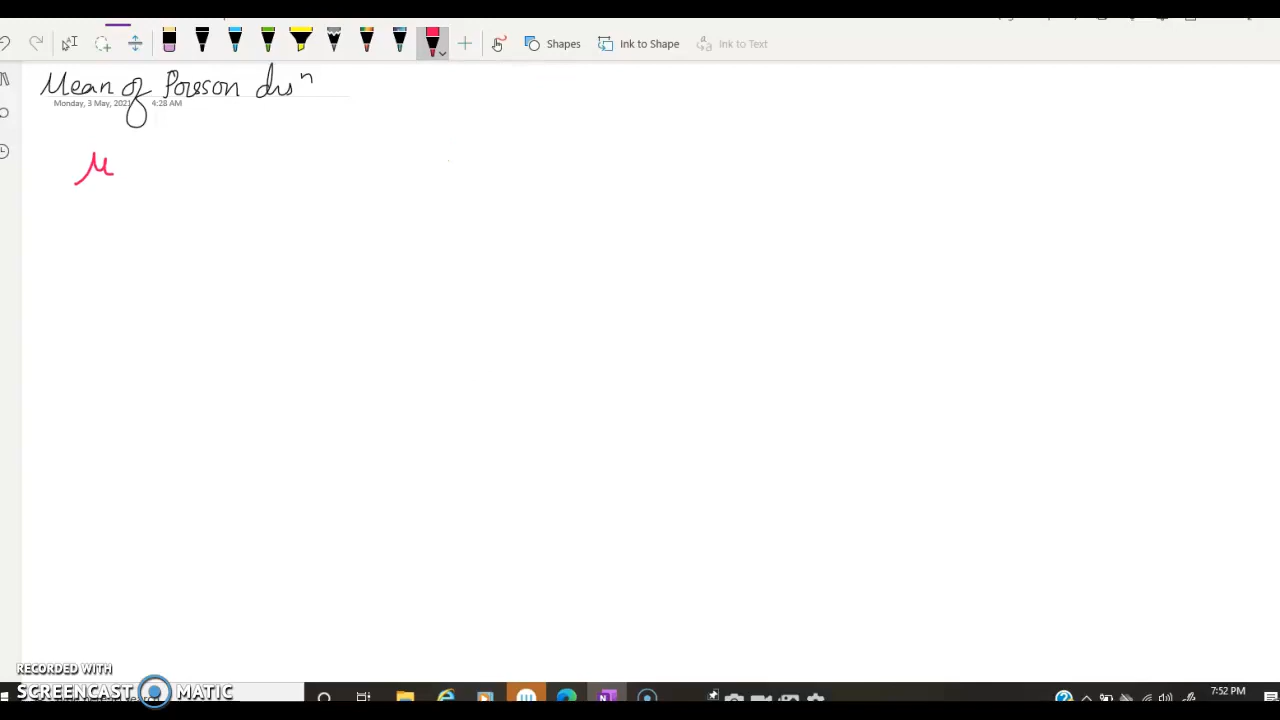 Shapes Ink to Shape Ink to Text
Mean of Poisson disⁿ
Monday, 3 May, 2021 4:28 AM
μ
RECORDED WITH
SCREENCAST MATIC
7:52 PM